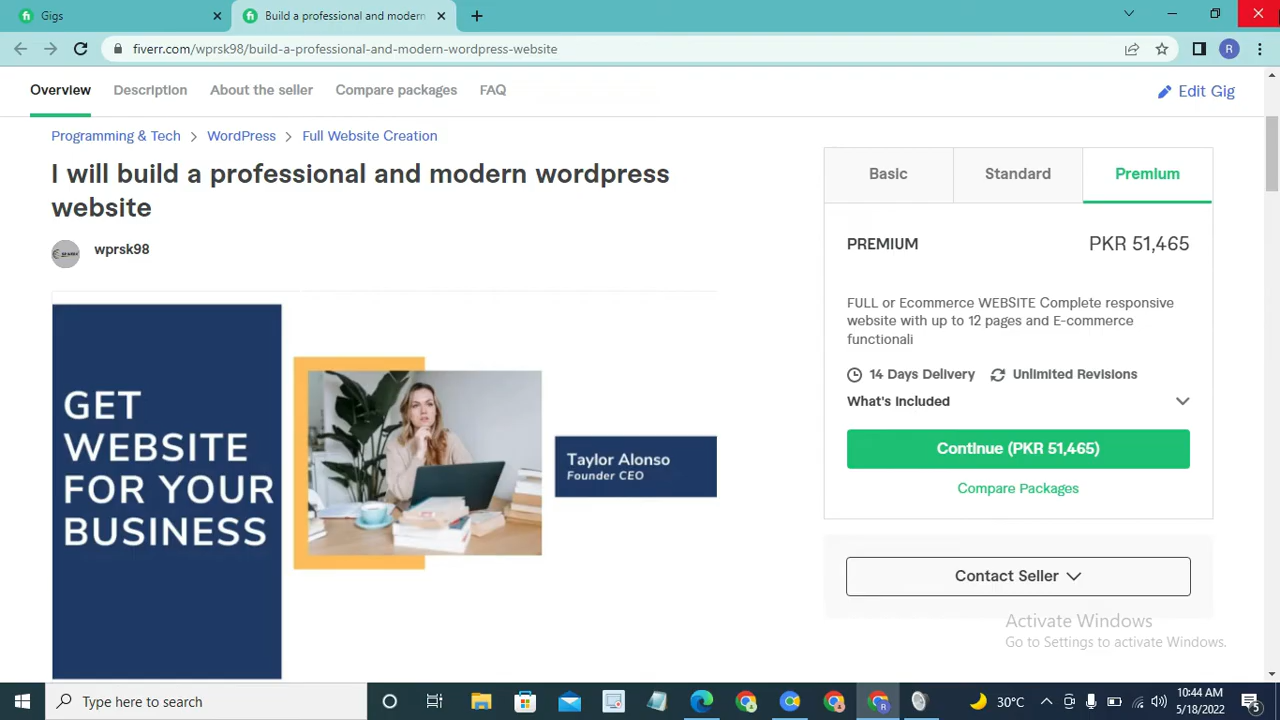 Gigs
Build a professional and modern
fiverr.com/wprsk98/build-a-professional-and-modern-wordpress-website
R
Overview
Description
About the seller
Compare packages
FAQ
Edit Gig
Programming & Tech
WordPress
Full Website Creation
I will build a professional and modern wordpress
website
wprsk98
GET
WEBSITE
FOR YOUR
BUSINESS
Taylor Alonso
Founder CEO
Basic
Standard
Premium
PREMIUM
PKR 51,465
FULL or Ecommerce WEBSITE Complete responsive
website with up to 12 pages and E-commerce
functionali
14 Days Delivery
Unlimited Revisions
What's Included
Continue (PKR 51,465)
Compare Packages
Contact Seller
Activate Windows
Go to Settings to activate Windows.
Type here to search
30°C
10:44 AM
5/18/2022
5